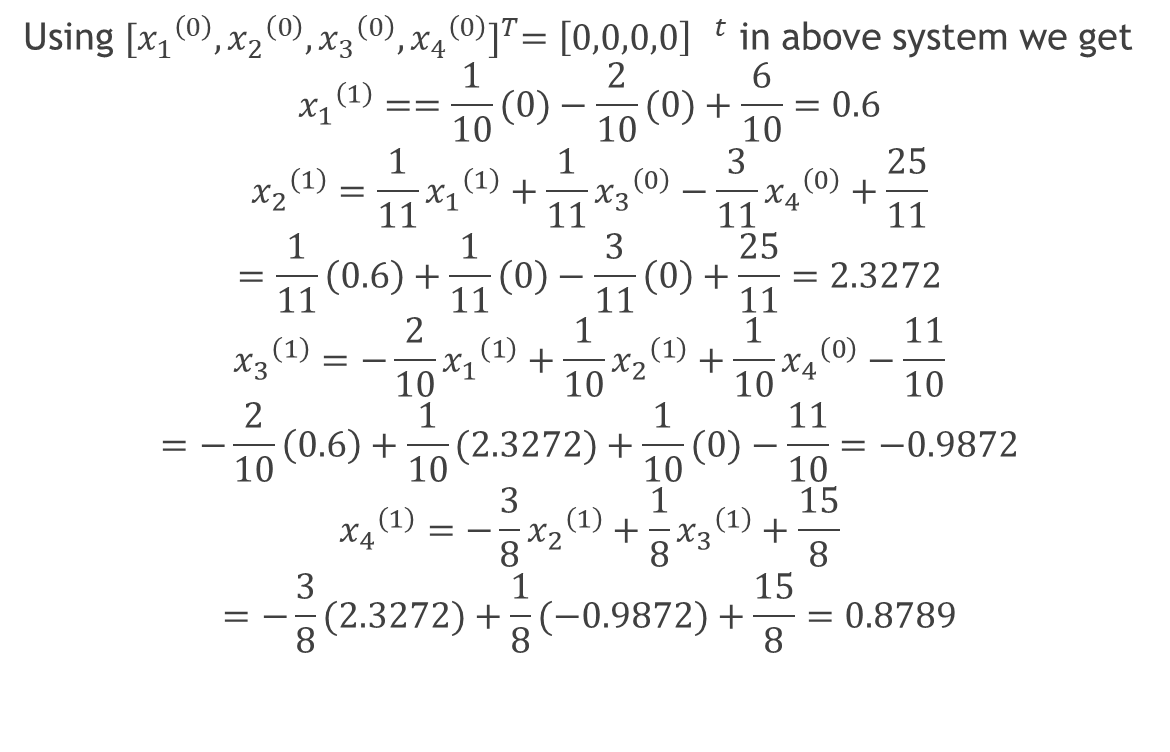 Using [x₁⁽⁰⁾, x₂⁽⁰⁾, x₃⁽⁰⁾, x₄⁽⁰⁾]ᵀ= [0,0,0,0] ᵗ in above system we get
x₁⁽¹⁾ == 1/10 (0) − 2/10 (0) + 6/10 = 0.6
x₂⁽¹⁾ = 1/11 x₁⁽¹⁾ + 1/11 x₃⁽⁰⁾ − 3/11 x₄⁽⁰⁾ + 25/11
= 1/11 (0.6) + 1/11 (0) − 3/11 (0) + 25/11 = 2.3272
x₃⁽¹⁾ = − 2/10 x₁⁽¹⁾ + 1/10 x₂⁽¹⁾ + 1/10 x₄⁽⁰⁾ − 11/10
= − 2/10 (0.6) + 1/10 (2.3272) + 1/10 (0) − 11/10 = −0.9872
x₄⁽¹⁾ = − 3/8 x₂⁽¹⁾ + 1/8 x₃⁽¹⁾ + 15/8
= − 3/8 (2.3272) + 1/8 (−0.9872) + 15/8 = 0.8789